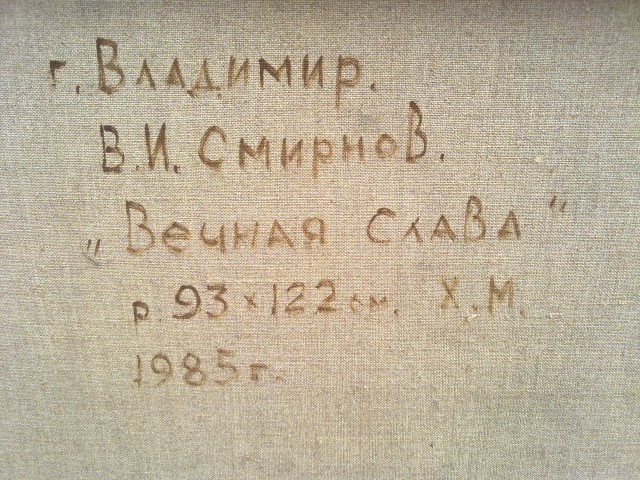 г. Владимир.
В.И. Смирнов.
„Вечная слава"
р. 93 × 122 см. Х.М.
1985 г.